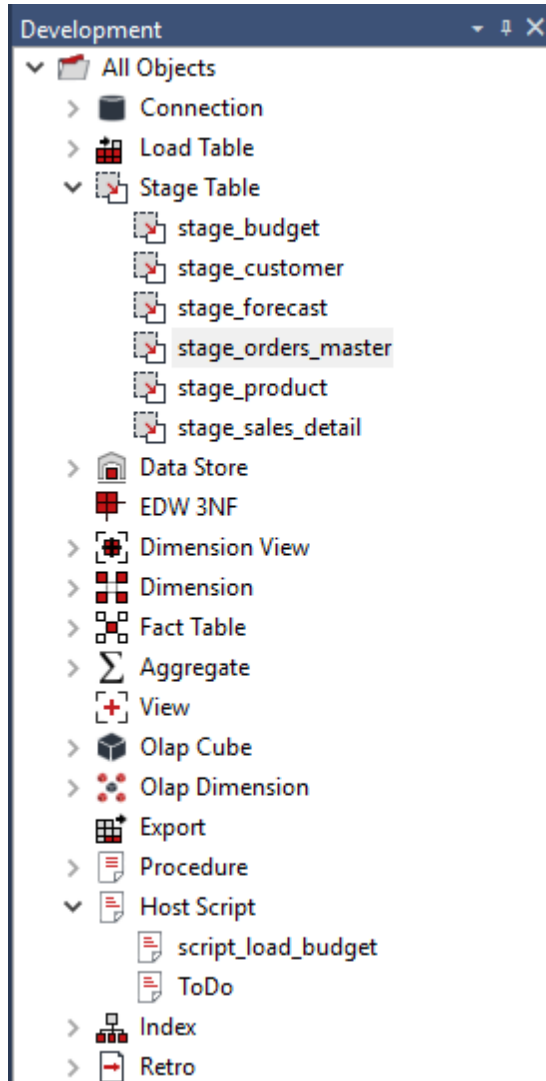 Development
All Objects
Connection
Load Table
Stage Table
stage_budget
stage_customer
stage_forecast
stage_orders_master
stage_product
stage_sales_detail
Data Store
EDW 3NF
Dimension View
Dimension
Fact Table
Aggregate
View
Olap Cube
Olap Dimension
Export
Procedure
Host Script
script_load_budget
ToDo
Index
Retro